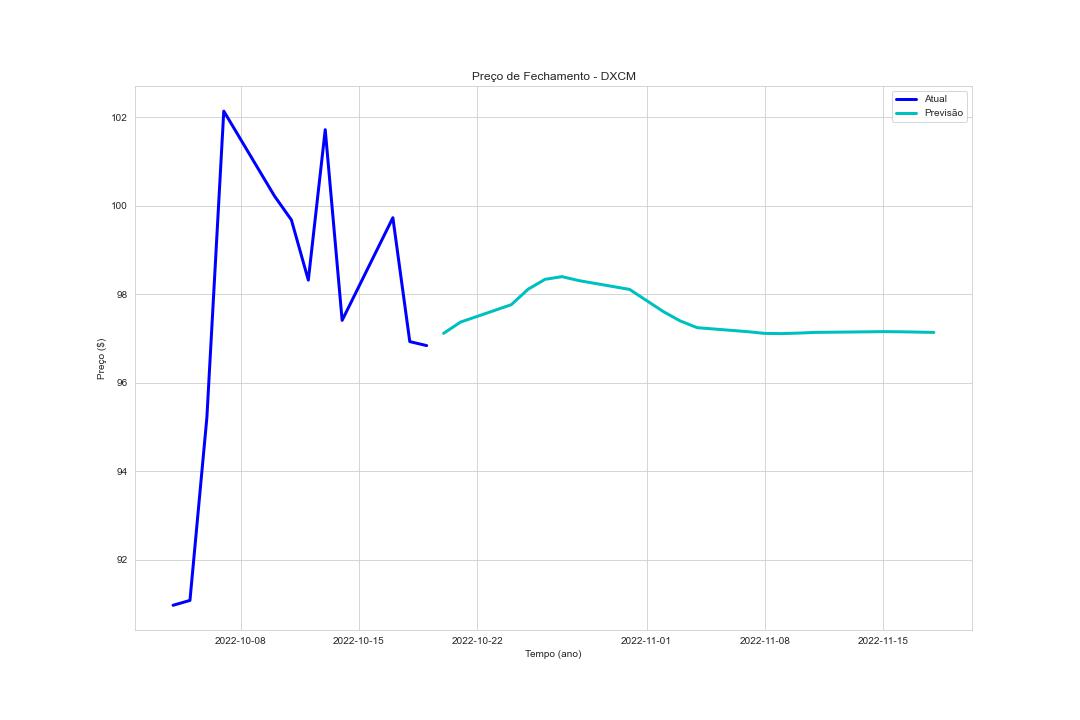 Preço de Fechamento - DXCM
Atual
Previsão
102
100
98
96
94
92
Preço ($)
2022-10-08 2022-10-15 2022-10-22 2022-11-01 2022-11-08 2022-11-15
Tempo (ano)